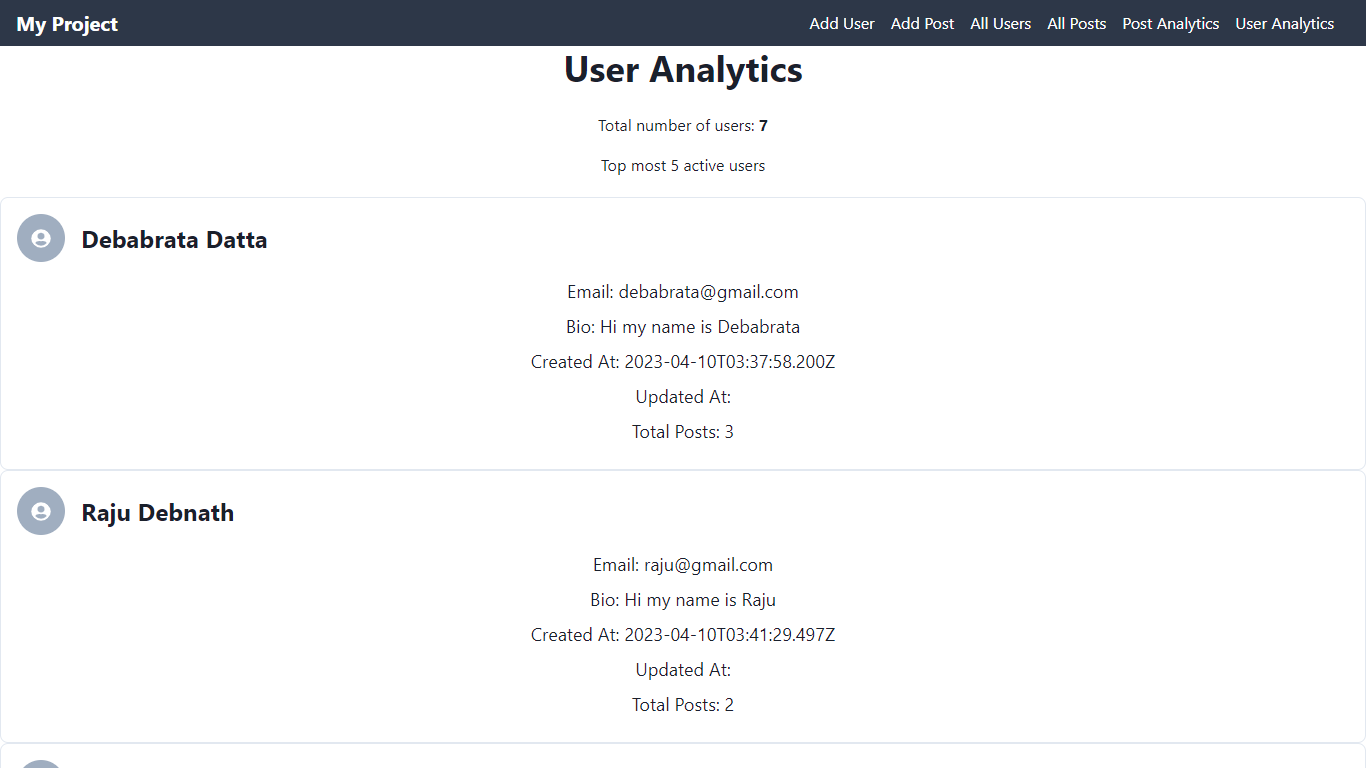 My Project Add User Add Post All Users All Posts Post Analytics User Analytics
User Analytics
Total number of users: 7
Top most 5 active users
Debabrata Datta
Email: debabrata@gmail.com
Bio: Hi my name is Debabrata
Created At: 2023-04-10T03:37:58.200Z
Updated At:
Total Posts: 3
Raju Debnath
Email: raju@gmail.com
Bio: Hi my name is Raju
Created At: 2023-04-10T03:41:29.497Z
Updated At:
Total Posts: 2